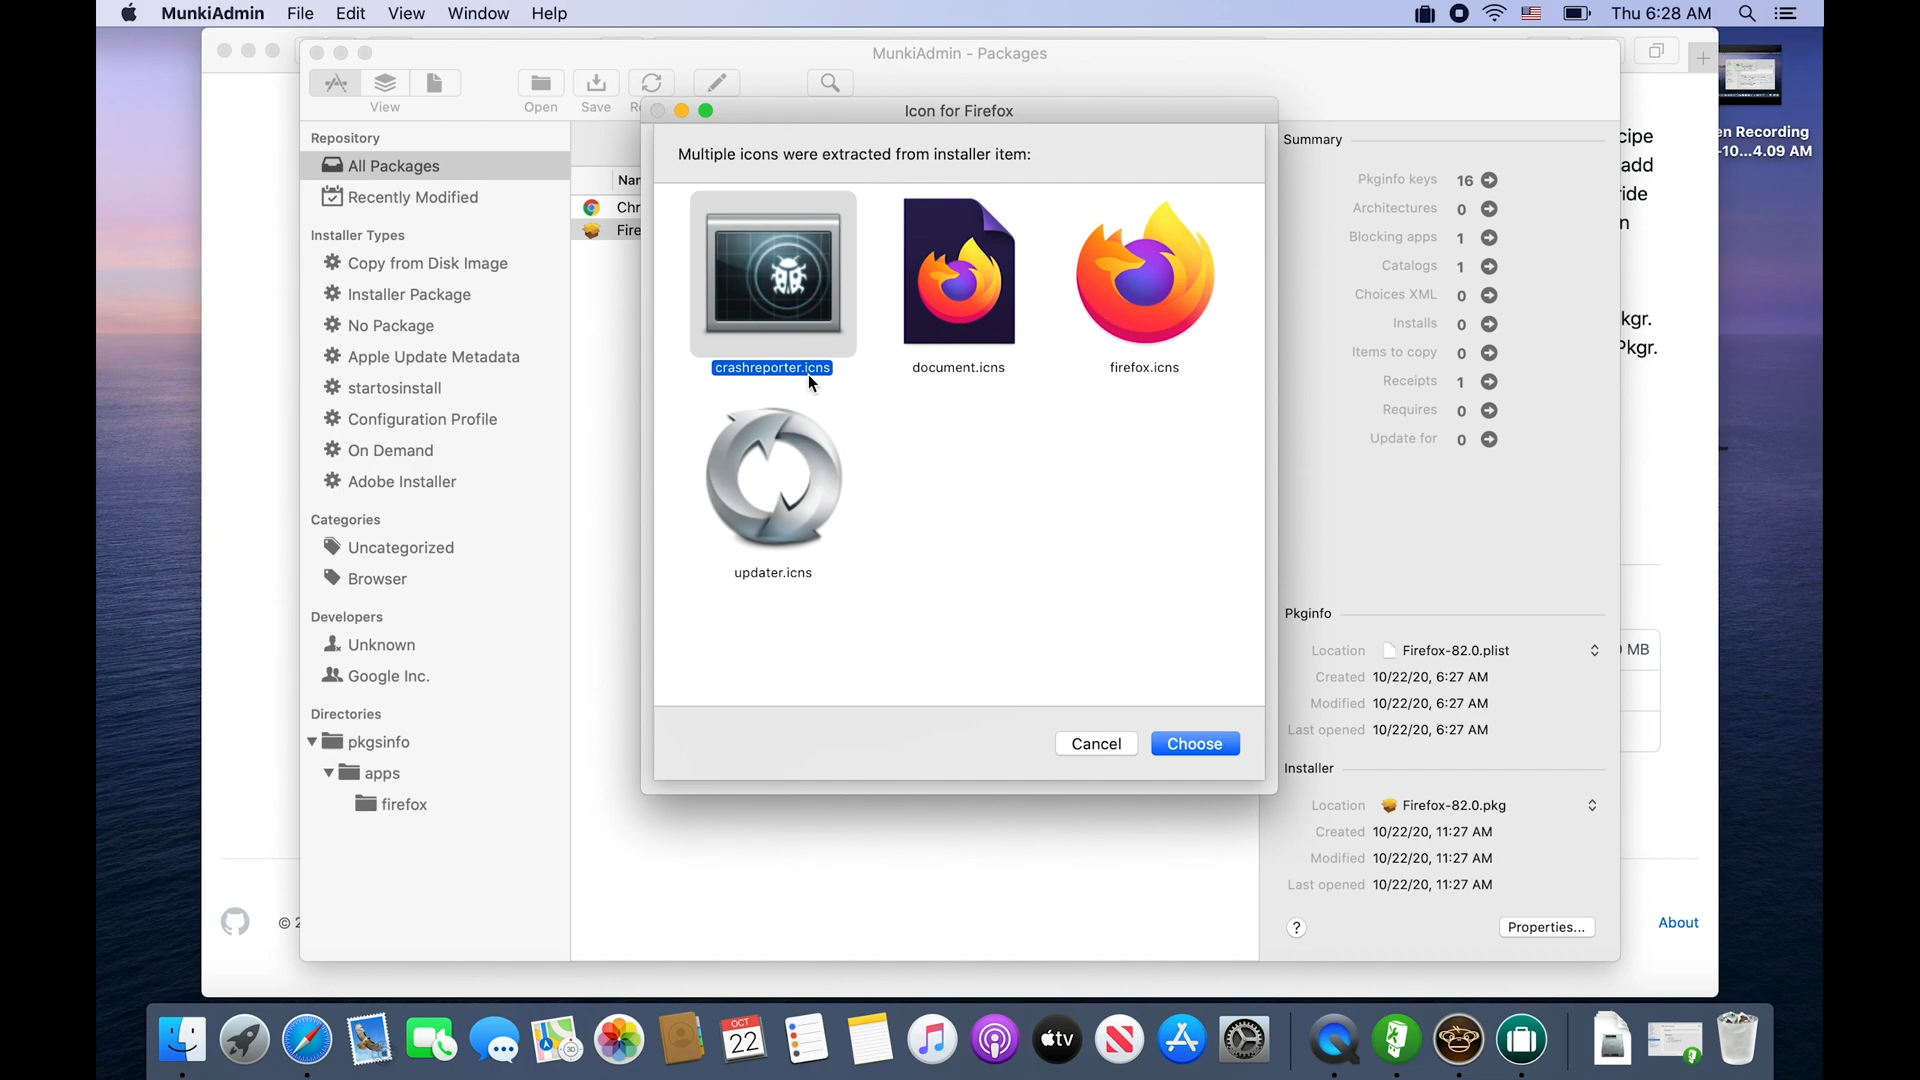 MunkiAdmin File Edit View Window Help Thu 6:28 AM
MunkiAdmin - Packages
View Open Save
Icon for Firefox
Multiple icons were extracted from installer item:
crashreporter.icns document.icns firefox.icns
updater.icns
Cancel Choose
Repository
All Packages
Recently Modified
Installer Types
Copy from Disk Image
Installer Package
No Package
Apple Update Metadata
startosinstall
Configuration Profile
On Demand
Adobe Installer
Categories
Uncategorized
Browser
Developers
Unknown
Google Inc.
Directories
pkgsinfo
apps
firefox
Nar
Chr
Fire
Summary
Pkginfo keys 16
Architectures 0
Blocking apps 1
Catalogs 1
Choices XML 0
Installs 0
Items to copy 0
Receipts 1
Requires 0
Update for 0
Pkginfo
Location Firefox-82.0.plist
Created 10/22/20, 6:27 AM
Modified 10/22/20, 6:27 AM
Last opened 10/22/20, 6:27 AM
Installer
Location Firefox-82.0.pkg
Created 10/22/20, 11:27 AM
Modified 10/22/20, 11:27 AM
Last opened 10/22/20, 11:27 AM
? Properties...
cipe
add
ride
n
kgr.
Pkgr.
MB
About
© 2
en Recording
-10...4.09 AM
OCT
22
tv